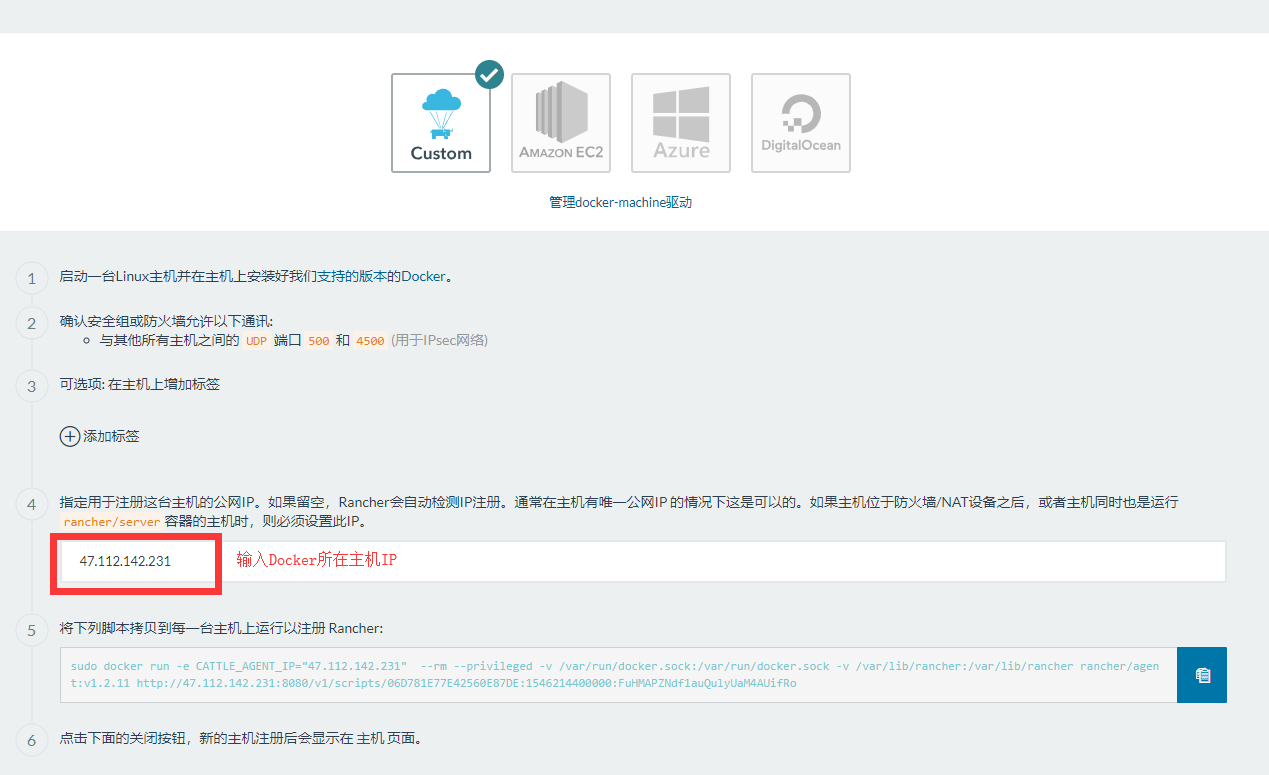 Custom
AMAZON EC2
Azure
DigitalOcean
管理docker-machine驱动
1
启动一台Linux主机并在主机上安装好我们支持的版本的Docker。
2
确认安全组或防火墙允许以下通讯:
与其他所有主机之间的 UDP 端口 500 和 4500 (用于IPsec网络)
3
可选项: 在主机上增加标签
添加标签
4
指定用于注册这台主机的公网IP。如果留空，Rancher会自动检测IP注册。通常在主机有唯一公网IP 的情况下这是可以的。如果主机位于防火墙/NAT设备之后，或者主机同时也是运行
rancher/server 容器的主机时，则必须设置此IP。
47.112.142.231 输入Docker所在主机IP
5
将下列脚本拷贝到每一台主机上运行以注册 Rancher:
sudo docker run -e CATTLE_AGENT_IP="47.112.142.231"  --rm --privileged -v /var/run/docker.sock:/var/run/docker.sock -v /var/lib/rancher:/var/lib/rancher rancher/agen
t:v1.2.11 http://47.112.142.231:8080/v1/scripts/06D781E77E42560E87DE:1546214400000:FuHMAPZNdf1auQulyUaM4AUifRo
6
点击下面的关闭按钮，新的主机注册后会显示在 主机 页面。